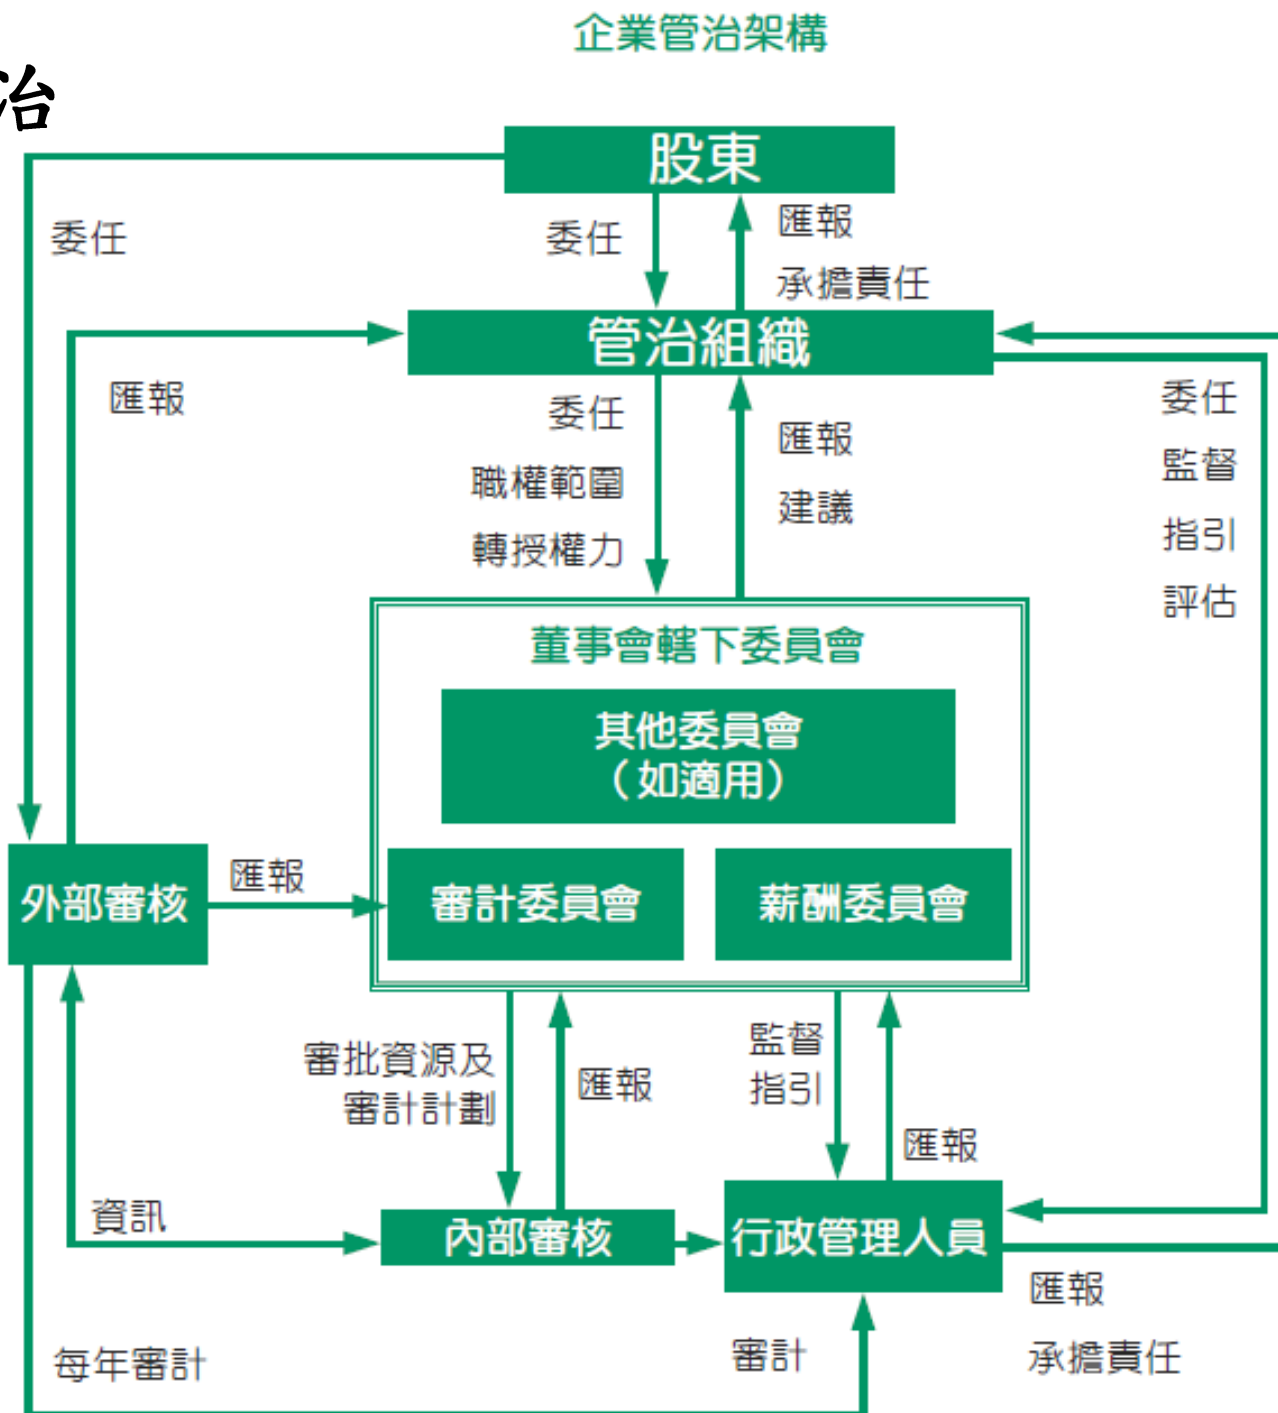 企業管治架構
治
股東
委任
委任
匯報
承擔責任
管治組織
匯報
委任
職權範圍
轉授權力
匯報
建議
委任
監督
指引
評估
董事會轄下委員會
其他委員會
（如適用）
外部審核
匯報
審計委員會
薪酬委員會
審批資源及
審計計劃
匯報
監督
指引
匯報
資訊
內部審核
行政管理人員
匯報
承擔責任
每年審計
審計